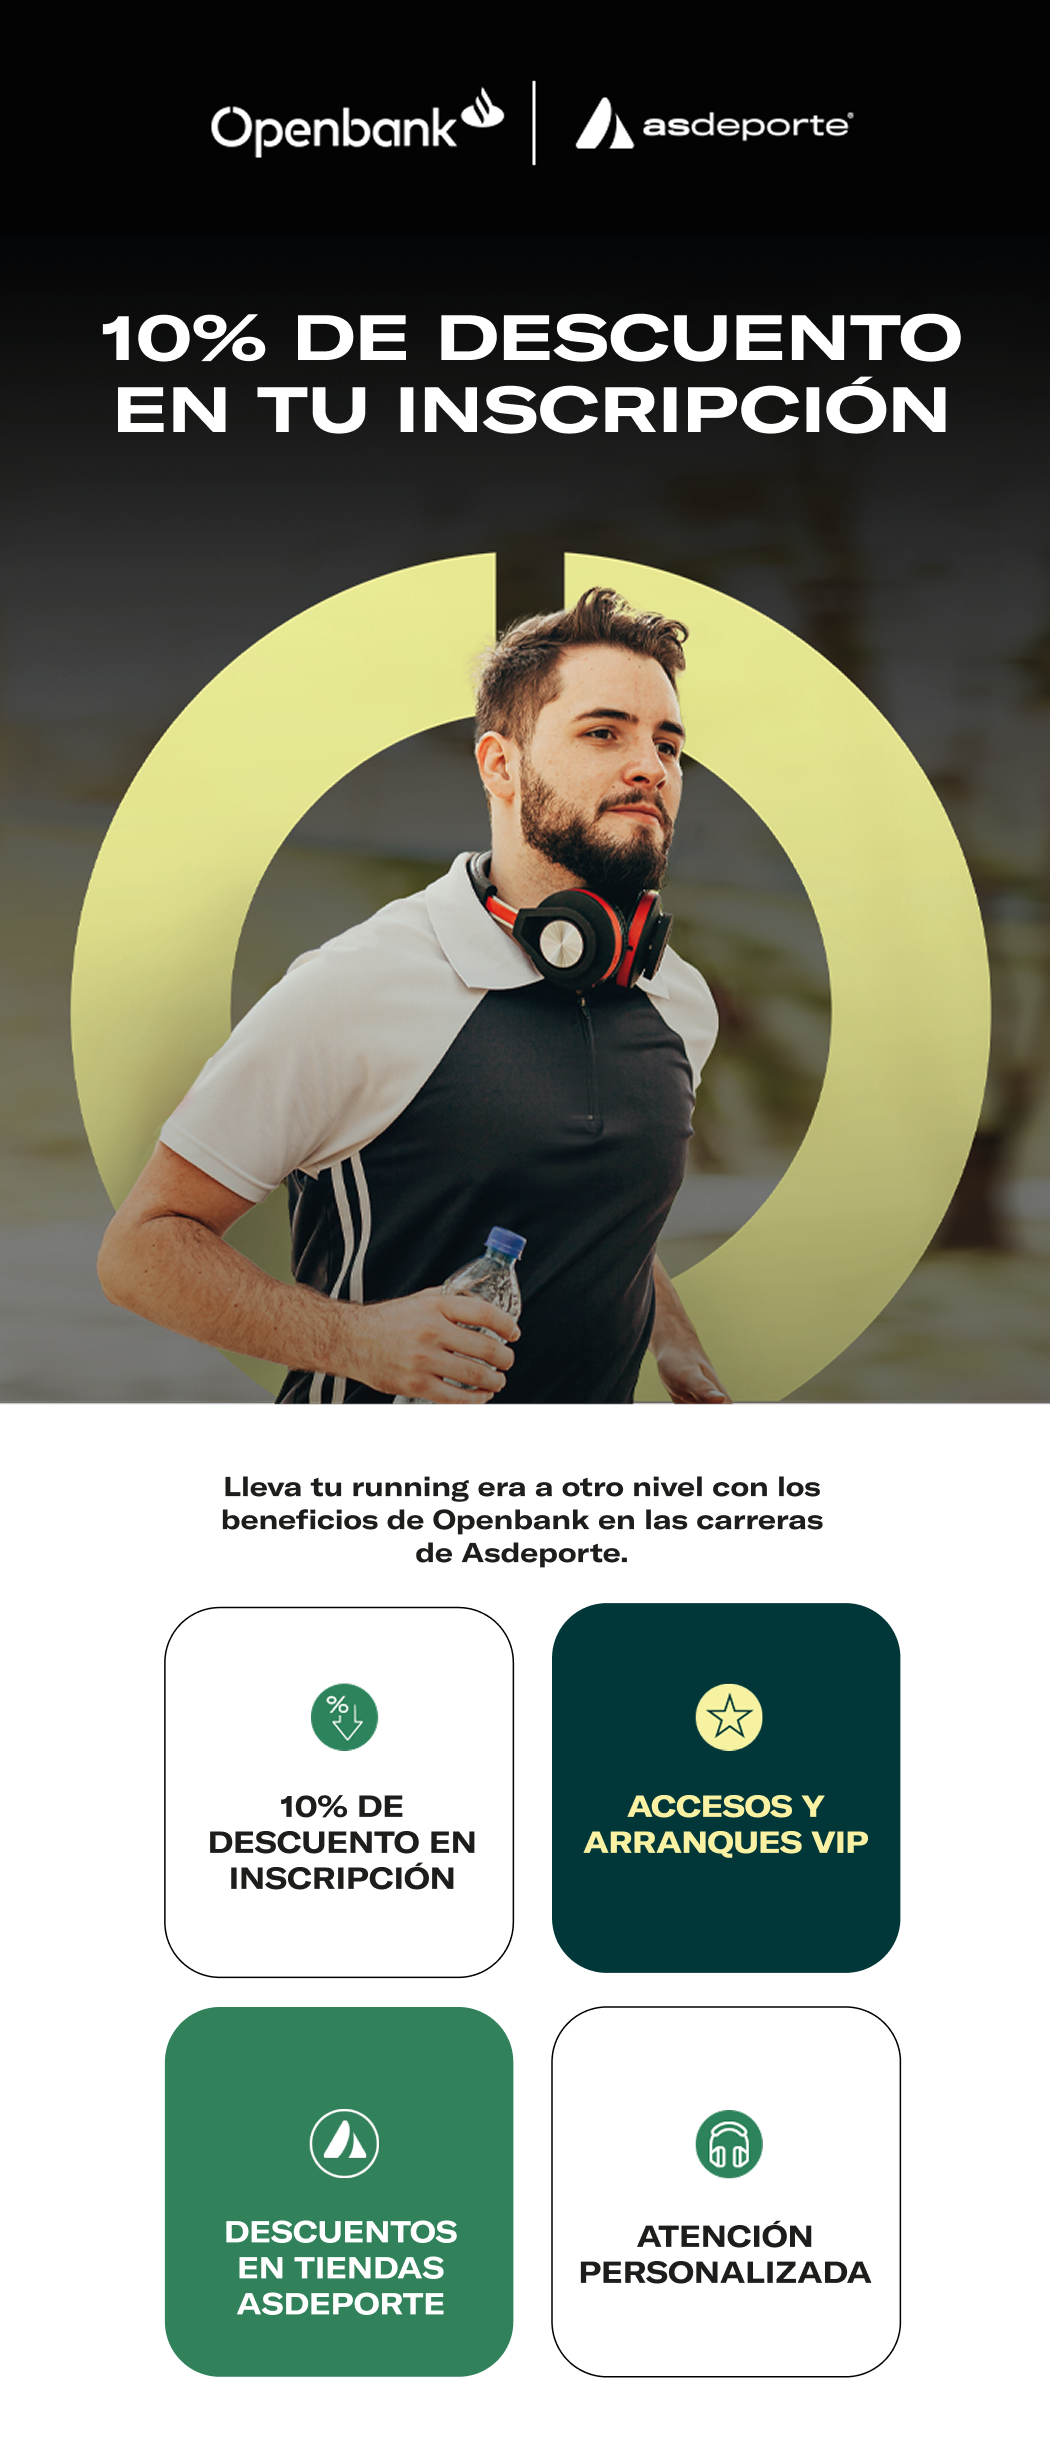 Openbank
asdeporte®
10% DE DESCUENTO
EN TU INSCRIPCIÓN
Lleva tu running era a otro nivel con los
beneficios de Openbank en las carreras
de Asdeporte.
%
10% DE
DESCUENTO EN
INSCRIPCIÓN
ACCESOS Y
ARRANQUES VIP
DESCUENTOS
EN TIENDAS
ASDEPORTE
ATENCIÓN
PERSONALIZADA